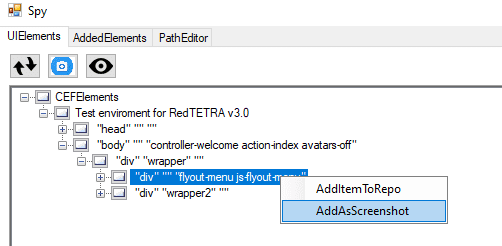 Spy
UIElements AddedElements PathEditor
CEFElements
Test enviroment for RedTETRA v3.0
"head" "" ""
"body" "" "controller-welcome action-index avatars-off"
"div" "wrapper" ""
"div" "" "flyout-menu js-flyout-menu"
"div" "wrapper2" ""
AddItemToRepo
AddAsScreenshot